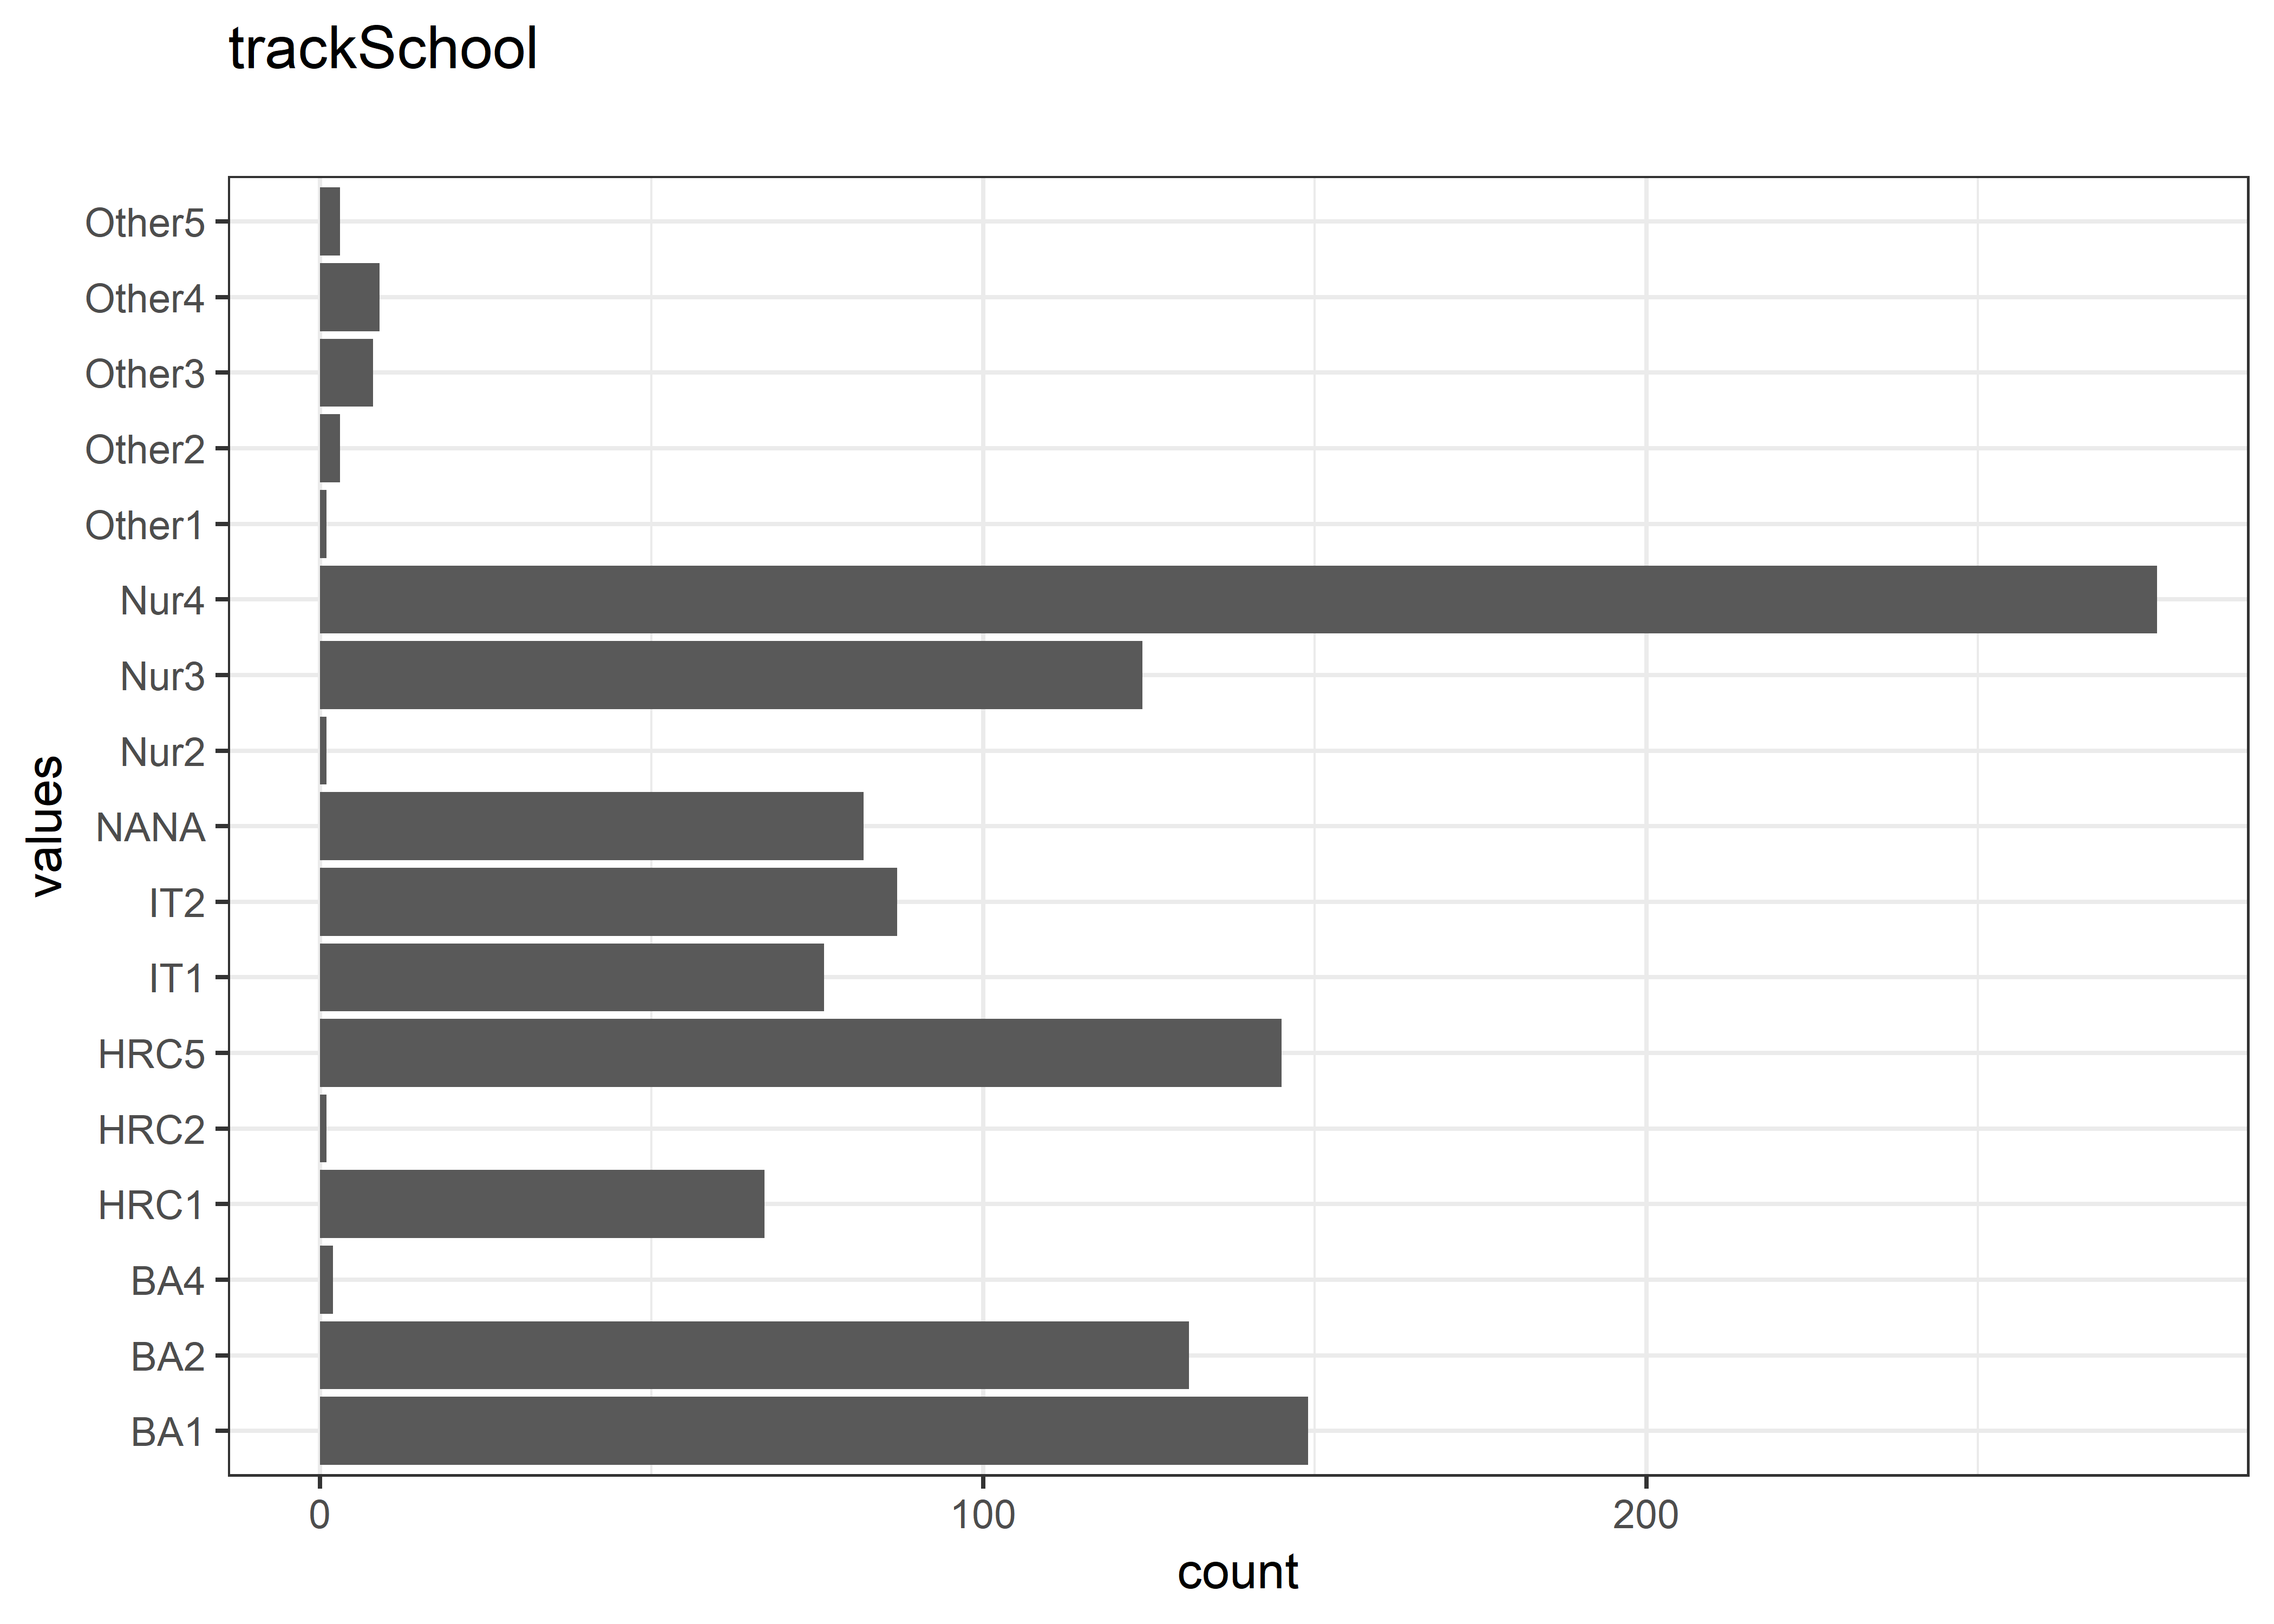 trackSchool
Other5
Other4
Other3
Other2
Other1
Nur4
Nur3
Nur2
NANA
IT2
IT1
HRC5
HRC2
HRC1
BA4
BA2
BA1
values
0 100 200
count